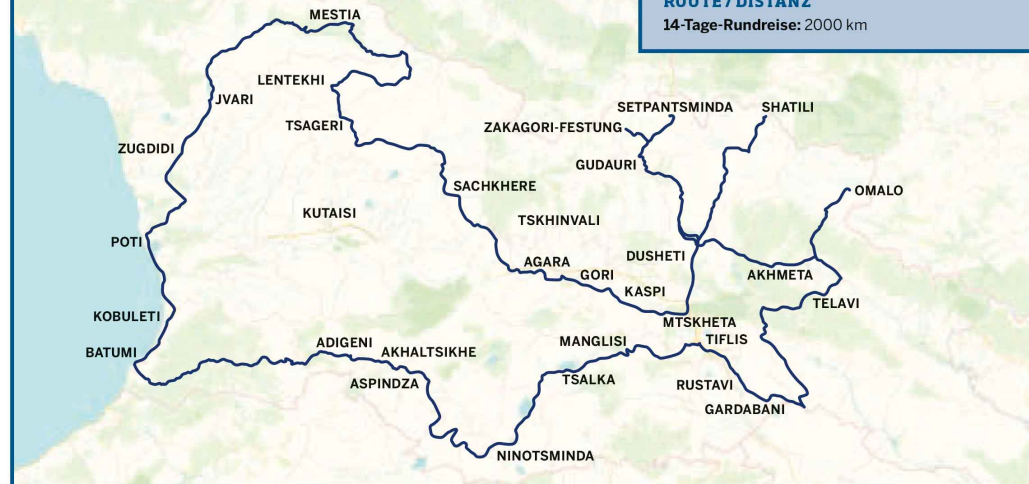 ROUTE / DISTANZ
14-Tage-Rundreise: 2000 km
MESTIA
LENTEKHI
JVARI
SETPANTSMINDA
SHATILI
TSAGERI
ZAKAGORI-FESTUNG
ZUGDIDI
GUDAURI
SACHKHERE
OMALO
KUTAISI
TSKHINVALI
POTI
DUSHETI
AGARA
GORI
AKHMETA
KASPI
TELAVI
KOBULETI
MTSKHETA
TIFLIS
ADIGENI
MANGLISI
BATUMI
AKHALTSIKHE
ASPINDZA
TSALKA
RUSTAVI
GARDABANI
NINOTSMINDA